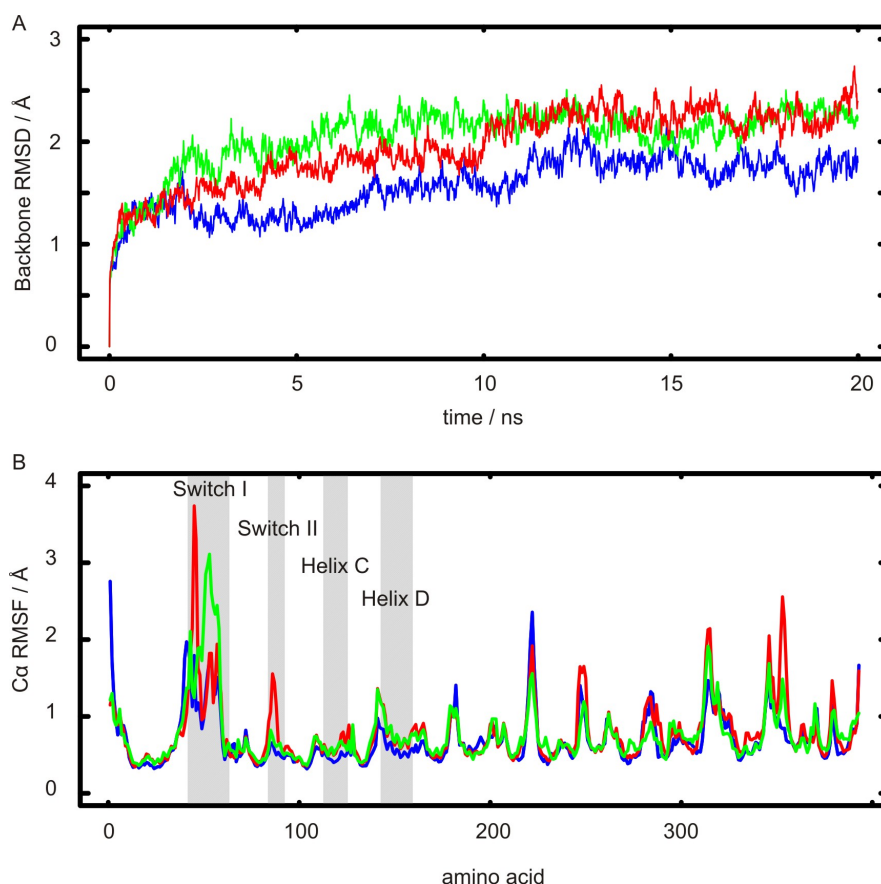 A
3
2
1
0
Backbone RMSD / Å
0 5 10 15 20
time / ns
B
4
3
2
1
0
Cα RMSF / Å
Switch I
Switch II
Helix C
Helix D
0 100 200 300
amino acid